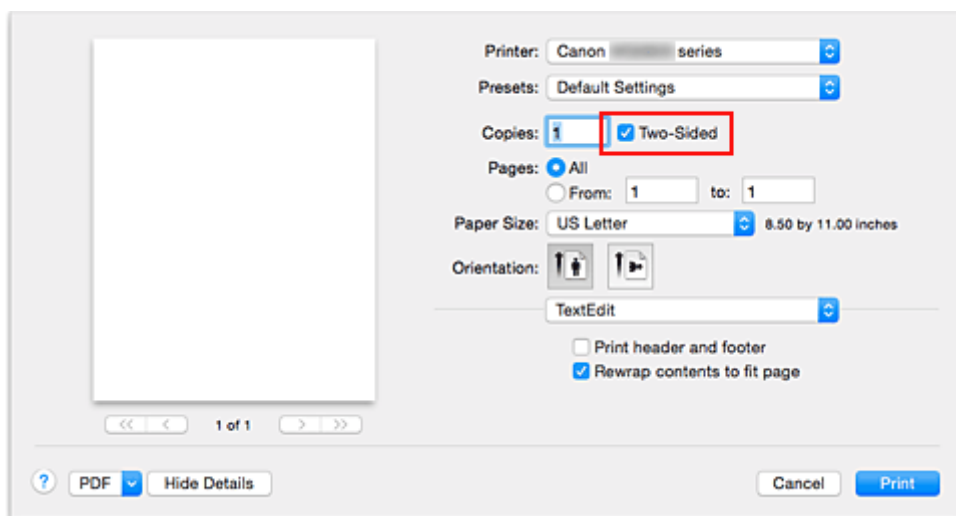 Printer: Canon series
Presets: Default Settings
Copies: 1 Two-Sided
Pages: All
From: 1 to: 1
Paper Size: US Letter 8.50 by 11.00 inches
Orientation:
TextEdit
Print header and footer
Rewrap contents to fit page
<< < 1 of 1 > >>
? PDF Hide Details Cancel Print